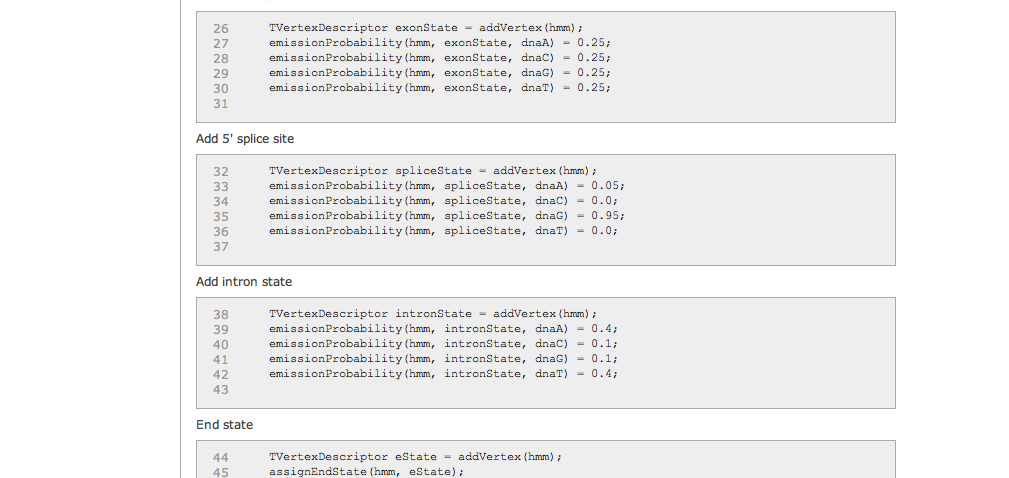 26 TVertexDescriptor exonState = addVertex(hmm);
27 emissionProbability(hmm, exonState, dnaA) = 0.25;
28 emissionProbability(hmm, exonState, dnaC) = 0.25;
29 emissionProbability(hmm, exonState, dnaG) = 0.25;
30 emissionProbability(hmm, exonState, dnaT) = 0.25;
31
Add 5' splice site
32 TVertexDescriptor spliceState = addVertex(hmm);
33 emissionProbability(hmm, spliceState, dnaA) = 0.05;
34 emissionProbability(hmm, spliceState, dnaC) = 0.0;
35 emissionProbability(hmm, spliceState, dnaG) = 0.95;
36 emissionProbability(hmm, spliceState, dnaT) = 0.0;
37
Add intron state
38 TVertexDescriptor intronState = addVertex(hmm);
39 emissionProbability(hmm, intronState, dnaA) = 0.4;
40 emissionProbability(hmm, intronState, dnaC) = 0.1;
41 emissionProbability(hmm, intronState, dnaG) = 0.1;
42 emissionProbability(hmm, intronState, dnaT) = 0.4;
43
End state
44 TVertexDescriptor eState = addVertex(hmm);
45 assignEndState(hmm, eState);